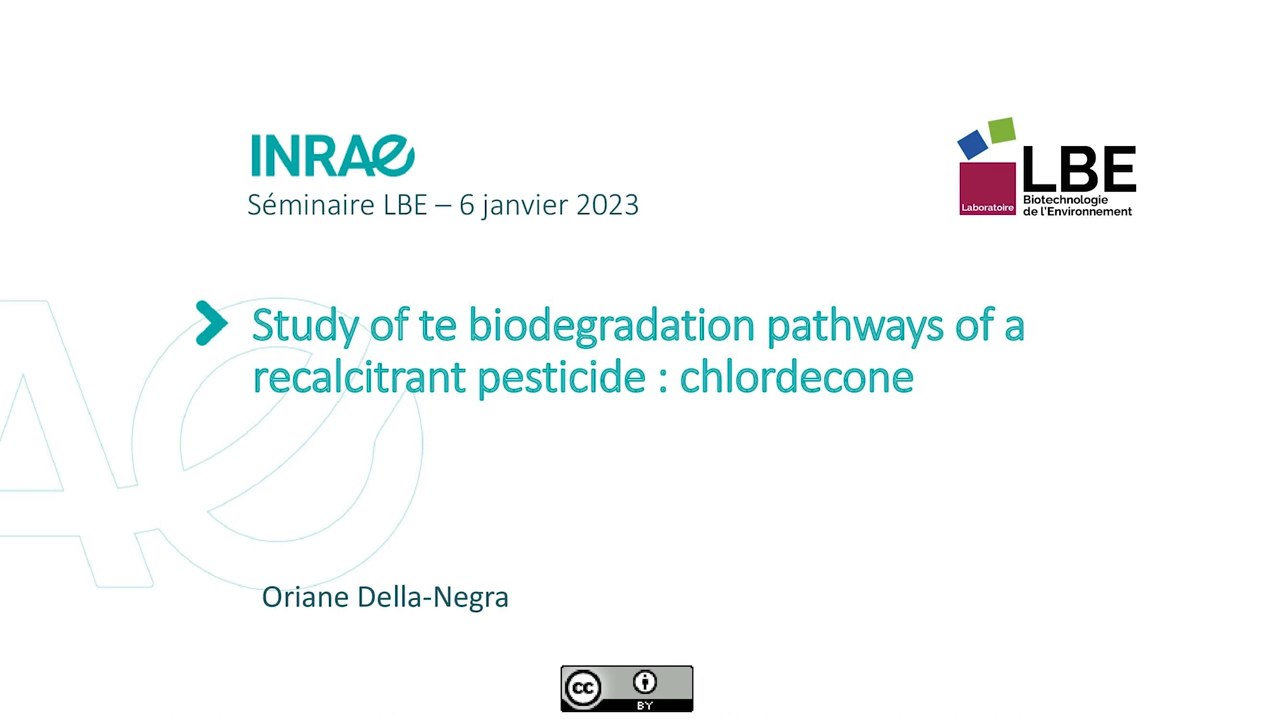 INRAE
Séminaire LBE – 6 janvier 2023
LBE
Laboratoire
Biotechnologie
de l'Environnement
Study of te biodegradation pathways of a
recalcitrant pesticide : chlordecone
Oriane Della-Negra
cc
BY